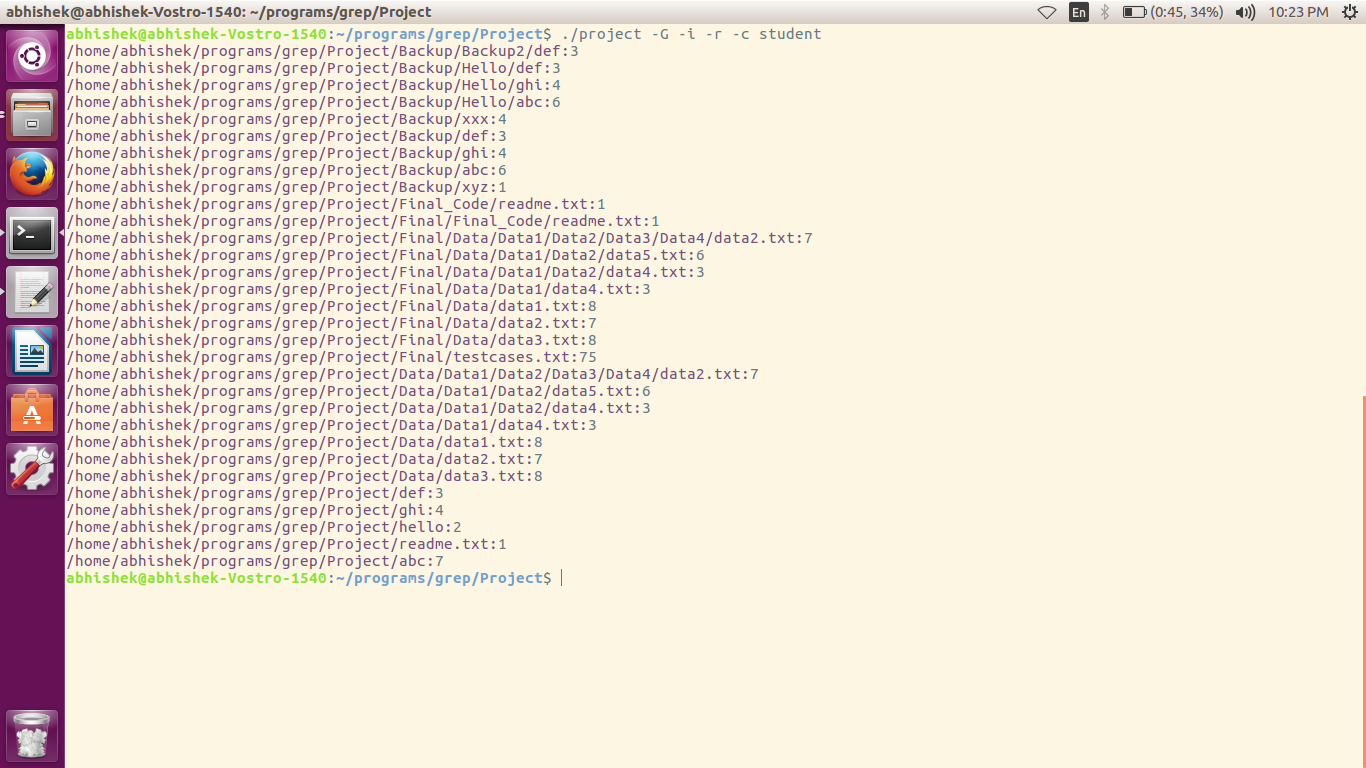 abhishek@abhishek-Vostro-1540: ~/programs/grep/Project
En (0:45, 34%) 10:23 PM
abhishek@abhishek-Vostro-1540:~/programs/grep/Project$ ./project -G -i -r -c student
/home/abhishek/programs/grep/Project/Backup/Backup2/def:3
/home/abhishek/programs/grep/Project/Backup/Hello/def:3
/home/abhishek/programs/grep/Project/Backup/Hello/ghi:4
/home/abhishek/programs/grep/Project/Backup/Hello/abc:6
/home/abhishek/programs/grep/Project/Backup/xxx:4
/home/abhishek/programs/grep/Project/Backup/def:3
/home/abhishek/programs/grep/Project/Backup/ghi:4
/home/abhishek/programs/grep/Project/Backup/abc:6
/home/abhishek/programs/grep/Project/Backup/xyz:1
/home/abhishek/programs/grep/Project/Final_Code/readme.txt:1
/home/abhishek/programs/grep/Project/Final/Final_Code/readme.txt:1
/home/abhishek/programs/grep/Project/Final/Data/Data1/Data2/Data3/Data4/data2.txt:7
/home/abhishek/programs/grep/Project/Final/Data/Data1/Data2/data5.txt:6
/home/abhishek/programs/grep/Project/Final/Data/Data1/Data2/data4.txt:3
/home/abhishek/programs/grep/Project/Final/Data/Data1/data4.txt:3
/home/abhishek/programs/grep/Project/Final/Data/data1.txt:8
/home/abhishek/programs/grep/Project/Final/Data/data2.txt:7
/home/abhishek/programs/grep/Project/Final/Data/data3.txt:8
/home/abhishek/programs/grep/Project/Final/testcases.txt:75
/home/abhishek/programs/grep/Project/Data/Data1/Data2/Data3/Data4/data2.txt:7
/home/abhishek/programs/grep/Project/Data/Data1/Data2/data5.txt:6
/home/abhishek/programs/grep/Project/Data/Data1/Data2/data4.txt:3
/home/abhishek/programs/grep/Project/Data/Data1/data4.txt:3
/home/abhishek/programs/grep/Project/Data/data1.txt:8
/home/abhishek/programs/grep/Project/Data/data2.txt:7
/home/abhishek/programs/grep/Project/Data/data3.txt:8
/home/abhishek/programs/grep/Project/def:3
/home/abhishek/programs/grep/Project/ghi:4
/home/abhishek/programs/grep/Project/hello:2
/home/abhishek/programs/grep/Project/readme.txt:1
/home/abhishek/programs/grep/Project/abc:7
abhishek@abhishek-Vostro-1540:~/programs/grep/Project$